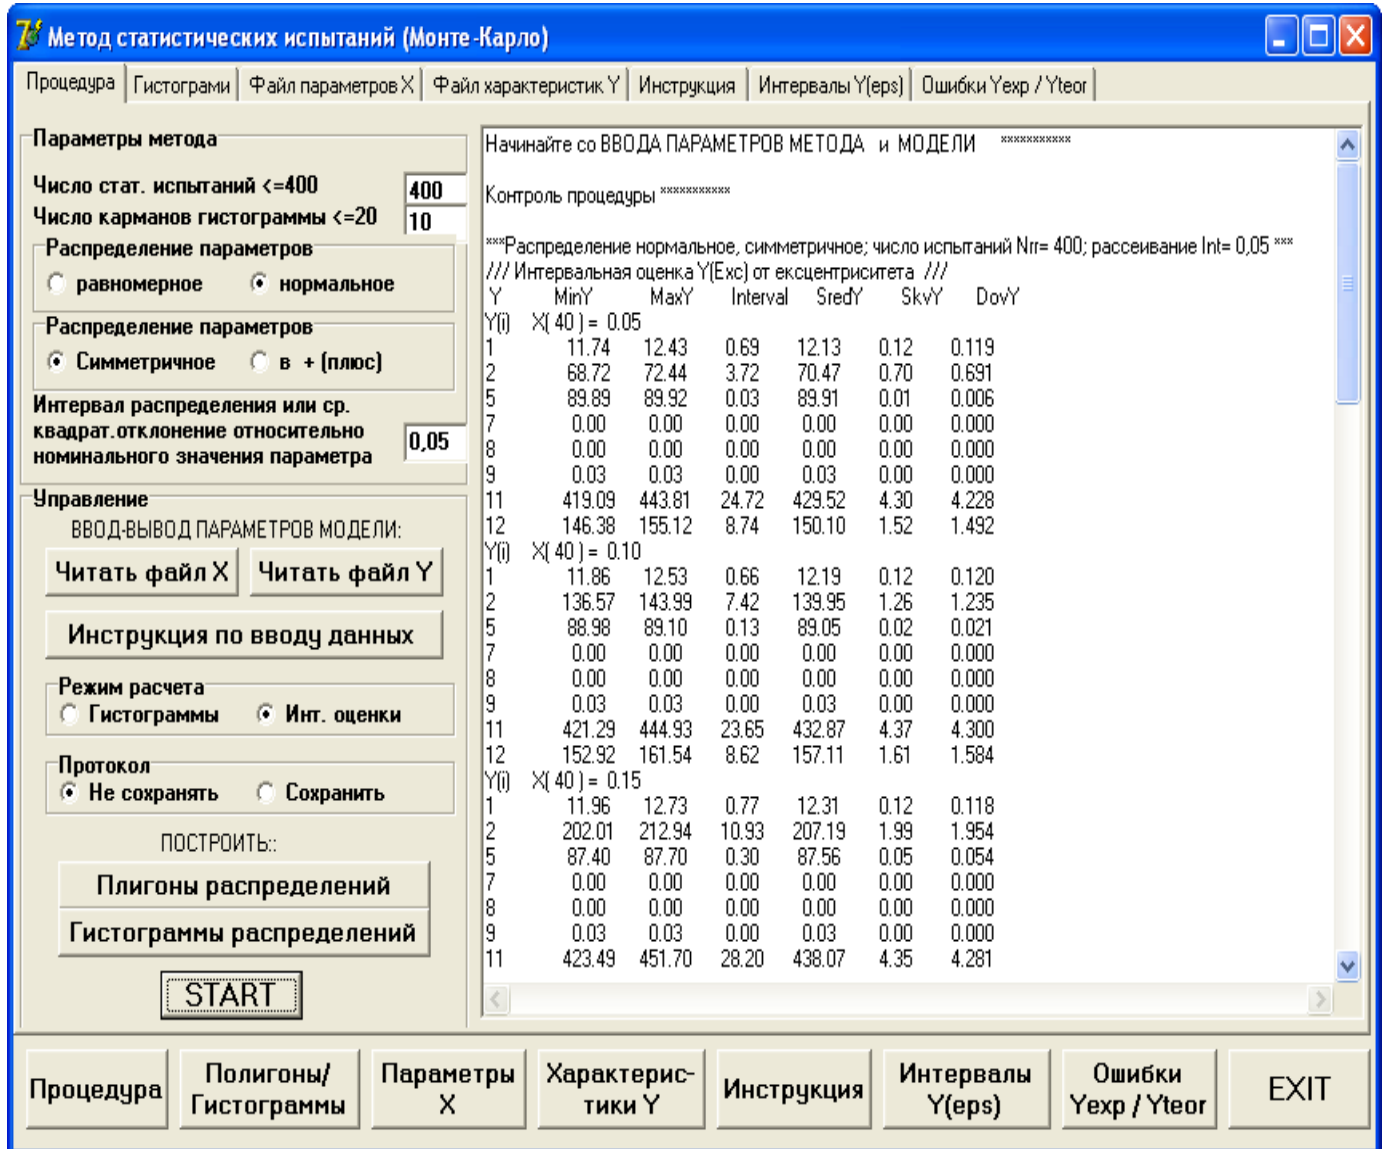 Метод статистических испытаний (Монте-Карло)
Процедура Гистограми Файл параметров X Файл характеристик Y Инструкция Интервалы Y(eps) Ошибки Yexp / Yteor
Параметры метода
Число стат. испытаний <=400 400
Число карманов гистограммы <=20 10
Распределение параметров
равномерное нормальное
Распределение параметров
Симметричное в + (плюс)
Интервал распределения или ср.
квадрат.отклонение относительно
номинального значения параметра 0,05
Управление
ВВОД-ВЫВОД ПАРАМЕТРОВ МОДЕЛИ:
Читать файл X Читать файл Y
Инструкция по вводу данных
Режим расчета
Гистограммы Инт. оценки
Протокол
Не сохранять Сохранить
ПОСТРОИТЬ::
Плигоны распределений
Гистограммы распределений
START
Начинайте со ВВОДА ПАРАМЕТРОВ МЕТОДА и МОДЕЛИ ***********
Контроль процедуры ***********
***Распределение нормальное, симметричное; число испытаний Nrr= 400; рассеивание Int= 0,05 ***
/// Интервальная оценка Y(Exc) от ексцентриситета ///
Y MinY MaxY Interval SredY SkvY DovY
Y(i) X( 40 ) = 0.05
1 11.74 12.43 0.69 12.13 0.12 0.119
2 68.72 72.44 3.72 70.47 0.70 0.691
5 89.89 89.92 0.03 89.91 0.01 0.006
7 0.00 0.00 0.00 0.00 0.00 0.000
8 0.00 0.00 0.00 0.00 0.00 0.000
9 0.03 0.03 0.00 0.03 0.00 0.000
11 419.09 443.81 24.72 429.52 4.30 4.228
12 146.38 155.12 8.74 150.10 1.52 1.492
Y(i) X( 40 ) = 0.10
1 11.86 12.53 0.66 12.19 0.12 0.120
2 136.57 143.99 7.42 139.95 1.26 1.235
5 88.98 89.10 0.13 89.05 0.02 0.021
7 0.00 0.00 0.00 0.00 0.00 0.000
8 0.00 0.00 0.00 0.00 0.00 0.000
9 0.03 0.03 0.00 0.03 0.00 0.000
11 421.29 444.93 23.65 432.87 4.37 4.300
12 152.92 161.54 8.62 157.11 1.61 1.584
Y(i) X( 40 ) = 0.15
1 11.96 12.73 0.77 12.31 0.12 0.118
2 202.01 212.94 10.93 207.19 1.99 1.954
5 87.40 87.70 0.30 87.56 0.05 0.054
7 0.00 0.00 0.00 0.00 0.00 0.000
8 0.00 0.00 0.00 0.00 0.00 0.000
9 0.03 0.03 0.00 0.03 0.00 0.000
11 423.49 451.70 28.20 438.07 4.35 4.281
Процедура
Полигоны/
Гистограммы
Параметры
X
Характерис-
тики Y
Инструкция
Интервалы
Y(eps)
Ошибки
Yexp / Yteor
EXIT